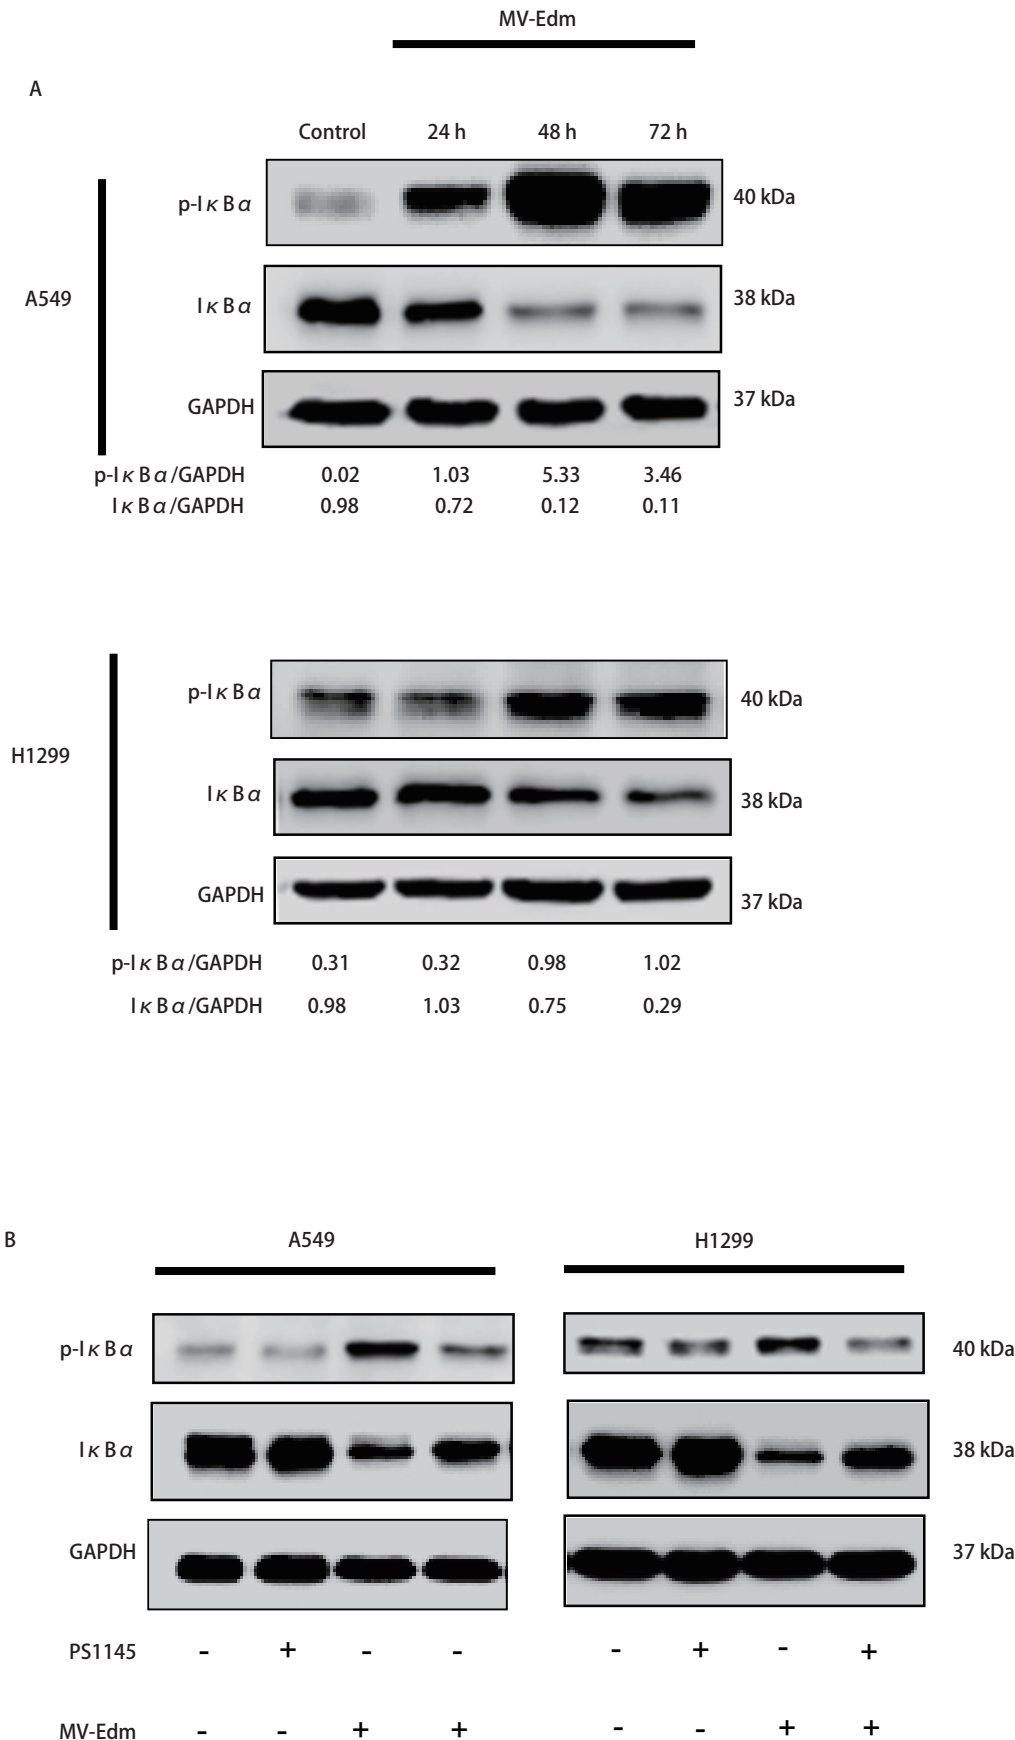 MV-Edm
A
Control 24 h 48 h 72 h
p-IκBα 40 kDa
A549
IκBα 38 kDa
GAPDH 37 kDa
p-IκBα/GAPDH 0.02 1.03 5.33 3.46
IκBα/GAPDH 0.98 0.72 0.12 0.11
p-IκBα 40 kDa
H1299
IκBα 38 kDa
GAPDH 37 kDa
p-IκBα/GAPDH 0.31 0.32 0.98 1.02
IκBα/GAPDH 0.98 1.03 0.75 0.29
B
A549 H1299
p-IκBα 40 kDa
IκBα 38 kDa
GAPDH 37 kDa
PS1145 - + - - - + - +
MV-Edm - - + + - - + +